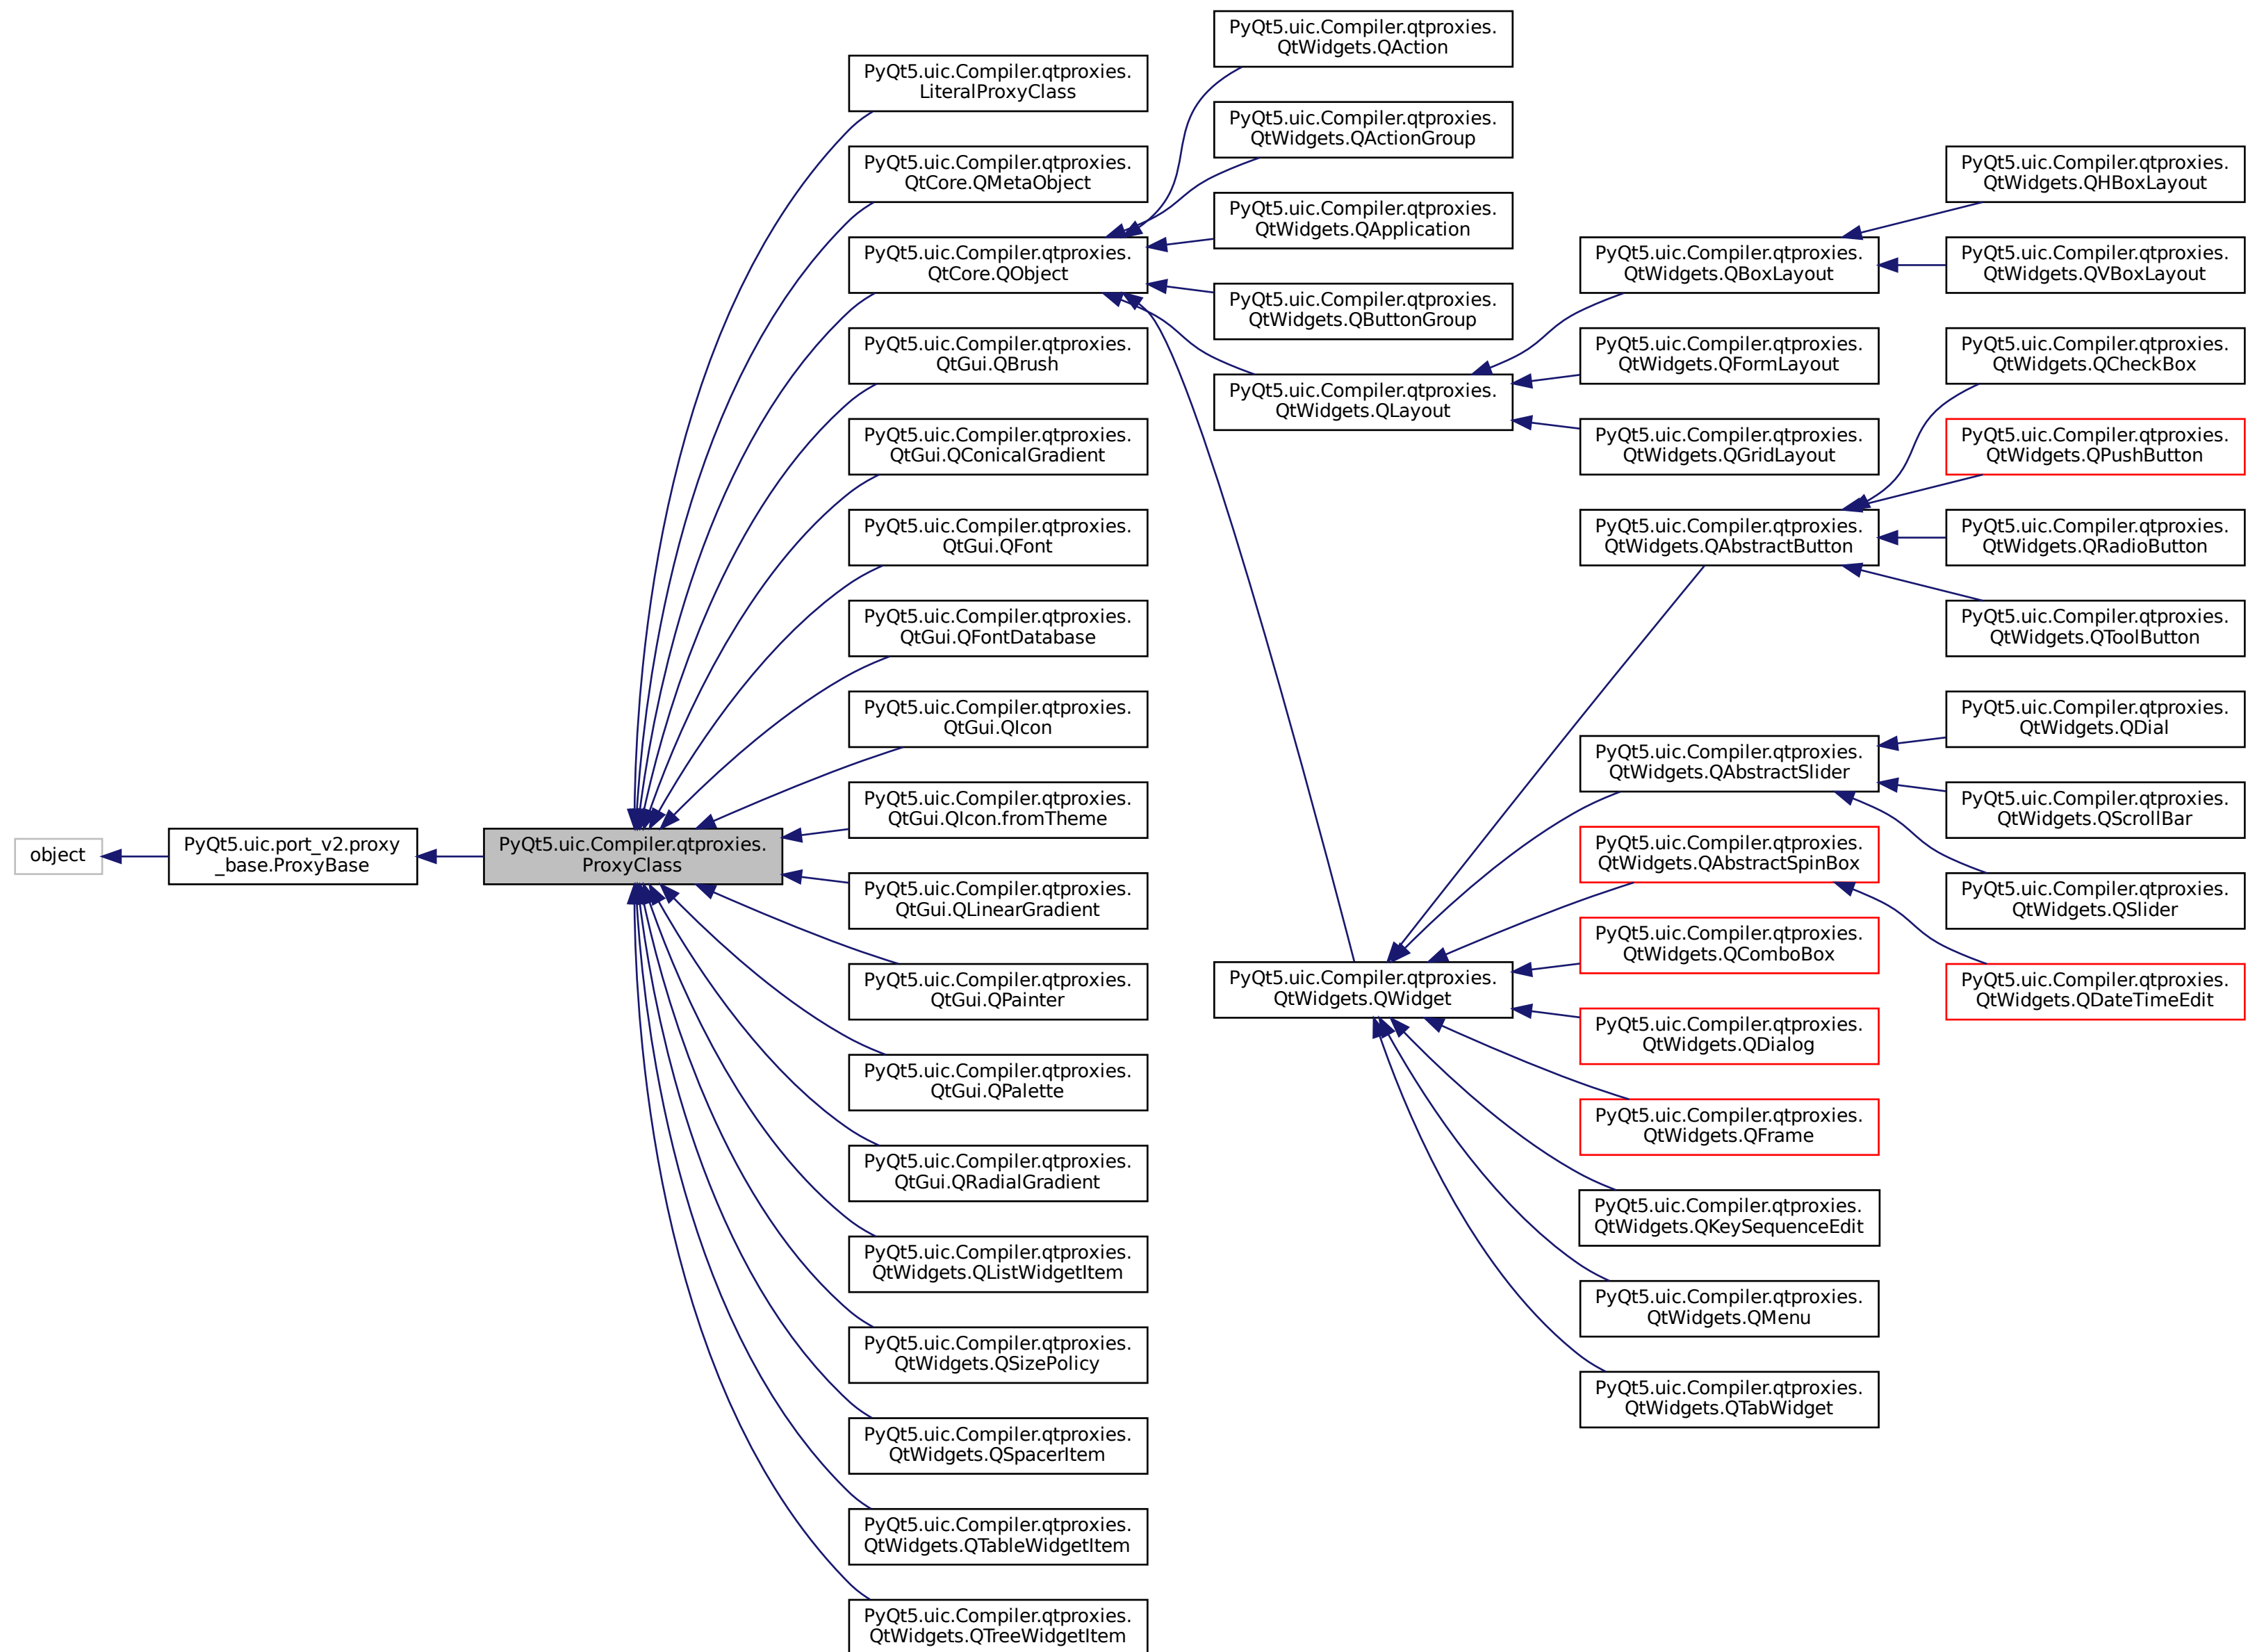 object
PyQt5.uic.port_v2.proxy
_base.ProxyBase
PyQt5.uic.Compiler.qtproxies.
ProxyClass
PyQt5.uic.Compiler.qtproxies.
LiteralProxyClass
PyQt5.uic.Compiler.qtproxies.
QtCore.QMetaObject
PyQt5.uic.Compiler.qtproxies.
QtCore.QObject
PyQt5.uic.Compiler.qtproxies.
QtGui.QBrush
PyQt5.uic.Compiler.qtproxies.
QtGui.QConicalGradient
PyQt5.uic.Compiler.qtproxies.
QtGui.QFont
PyQt5.uic.Compiler.qtproxies.
QtGui.QFontDatabase
PyQt5.uic.Compiler.qtproxies.
QtGui.QIcon
PyQt5.uic.Compiler.qtproxies.
QtGui.QIcon.fromTheme
PyQt5.uic.Compiler.qtproxies.
QtGui.QLinearGradient
PyQt5.uic.Compiler.qtproxies.
QtGui.QPainter
PyQt5.uic.Compiler.qtproxies.
QtGui.QPalette
PyQt5.uic.Compiler.qtproxies.
QtGui.QRadialGradient
PyQt5.uic.Compiler.qtproxies.
QtWidgets.QListWidgetItem
PyQt5.uic.Compiler.qtproxies.
QtWidgets.QSizePolicy
PyQt5.uic.Compiler.qtproxies.
QtWidgets.QSpacerItem
PyQt5.uic.Compiler.qtproxies.
QtWidgets.QTableWidgetItem
PyQt5.uic.Compiler.qtproxies.
QtWidgets.QTreeWidgetItem
PyQt5.uic.Compiler.qtproxies.
QtWidgets.QAction
PyQt5.uic.Compiler.qtproxies.
QtWidgets.QActionGroup
PyQt5.uic.Compiler.qtproxies.
QtWidgets.QApplication
PyQt5.uic.Compiler.qtproxies.
QtWidgets.QButtonGroup
PyQt5.uic.Compiler.qtproxies.
QtWidgets.QLayout
PyQt5.uic.Compiler.qtproxies.
QtWidgets.QWidget
PyQt5.uic.Compiler.qtproxies.
QtWidgets.QBoxLayout
PyQt5.uic.Compiler.qtproxies.
QtWidgets.QFormLayout
PyQt5.uic.Compiler.qtproxies.
QtWidgets.QGridLayout
PyQt5.uic.Compiler.qtproxies.
QtWidgets.QAbstractButton
PyQt5.uic.Compiler.qtproxies.
QtWidgets.QAbstractSlider
PyQt5.uic.Compiler.qtproxies.
QtWidgets.QAbstractSpinBox
PyQt5.uic.Compiler.qtproxies.
QtWidgets.QComboBox
PyQt5.uic.Compiler.qtproxies.
QtWidgets.QDialog
PyQt5.uic.Compiler.qtproxies.
QtWidgets.QFrame
PyQt5.uic.Compiler.qtproxies.
QtWidgets.QKeySequenceEdit
PyQt5.uic.Compiler.qtproxies.
QtWidgets.QMenu
PyQt5.uic.Compiler.qtproxies.
QtWidgets.QTabWidget
PyQt5.uic.Compiler.qtproxies.
QtWidgets.QHBoxLayout
PyQt5.uic.Compiler.qtproxies.
QtWidgets.QVBoxLayout
PyQt5.uic.Compiler.qtproxies.
QtWidgets.QCheckBox
PyQt5.uic.Compiler.qtproxies.
QtWidgets.QPushButton
PyQt5.uic.Compiler.qtproxies.
QtWidgets.QRadioButton
PyQt5.uic.Compiler.qtproxies.
QtWidgets.QToolButton
PyQt5.uic.Compiler.qtproxies.
QtWidgets.QDial
PyQt5.uic.Compiler.qtproxies.
QtWidgets.QScrollBar
PyQt5.uic.Compiler.qtproxies.
QtWidgets.QSlider
PyQt5.uic.Compiler.qtproxies.
QtWidgets.QDateTimeEdit